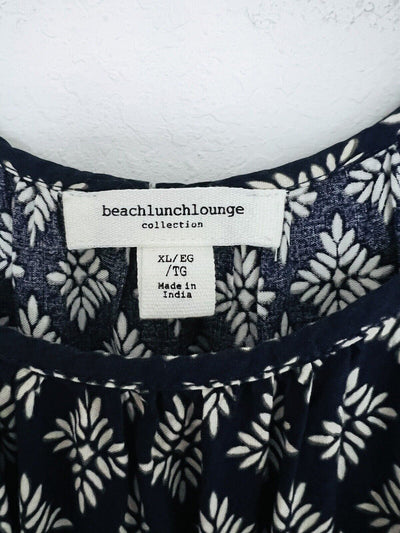 beachlunchlounge
collection
XL/EG
/TG
Made in
India